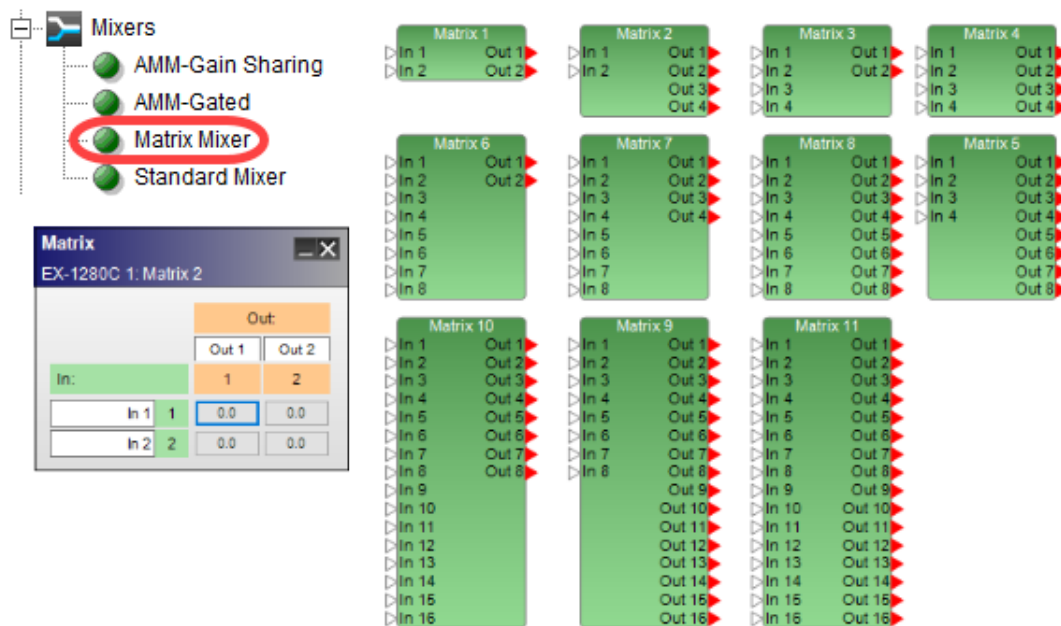 Mixers
AMM-Gain Sharing
AMM-Gated
Matrix Mixer
Standard Mixer
Matrix
EX-1280C 1: Matrix 2
Out:
Out 1 Out 2
In: 1 2
In 1 1 0.0 0.0
In 2 2 0.0 0.0
Matrix 1
In 1 Out 1
In 2 Out 2
Matrix 2
In 1 Out 1
In 2 Out 2
Out 3
Out 4
Matrix 3
In 1 Out 1
In 2 Out 2
In 3
In 4
Matrix 4
In 1 Out 1
In 2 Out 2
In 3 Out 3
In 4 Out 4
Matrix 6
In 1 Out 1
In 2 Out 2
In 3
In 4
In 5
In 6
In 7
In 8
Matrix 7
In 1 Out 1
In 2 Out 2
In 3 Out 3
In 4 Out 4
In 5
In 6
In 7
In 8
Matrix 8
In 1 Out 1
In 2 Out 2
In 3 Out 3
In 4 Out 4
In 5 Out 5
In 6 Out 6
In 7 Out 7
In 8 Out 8
Matrix 5
In 1 Out 1
In 2 Out 2
In 3 Out 3
In 4 Out 4
Out 5
Out 6
Out 7
Out 8
Matrix 10
In 1 Out 1
In 2 Out 2
In 3 Out 3
In 4 Out 4
In 5 Out 5
In 6 Out 6
In 7 Out 7
In 8 Out 8
In 9
In 10
In 11
In 12
In 13
In 14
In 15
In 16
Matrix 9
In 1 Out 1
In 2 Out 2
In 3 Out 3
In 4 Out 4
In 5 Out 5
In 6 Out 6
In 7 Out 7
In 8 Out 8
Out 9
Out 10
Out 11
Out 12
Out 13
Out 14
Out 15
Out 16
Matrix 11
In 1 Out 1
In 2 Out 2
In 3 Out 3
In 4 Out 4
In 5 Out 5
In 6 Out 6
In 7 Out 7
In 8 Out 8
In 9 Out 9
In 10 Out 10
In 11 Out 11
In 12 Out 12
In 13 Out 13
In 14 Out 14
In 15 Out 15
In 16 Out 16